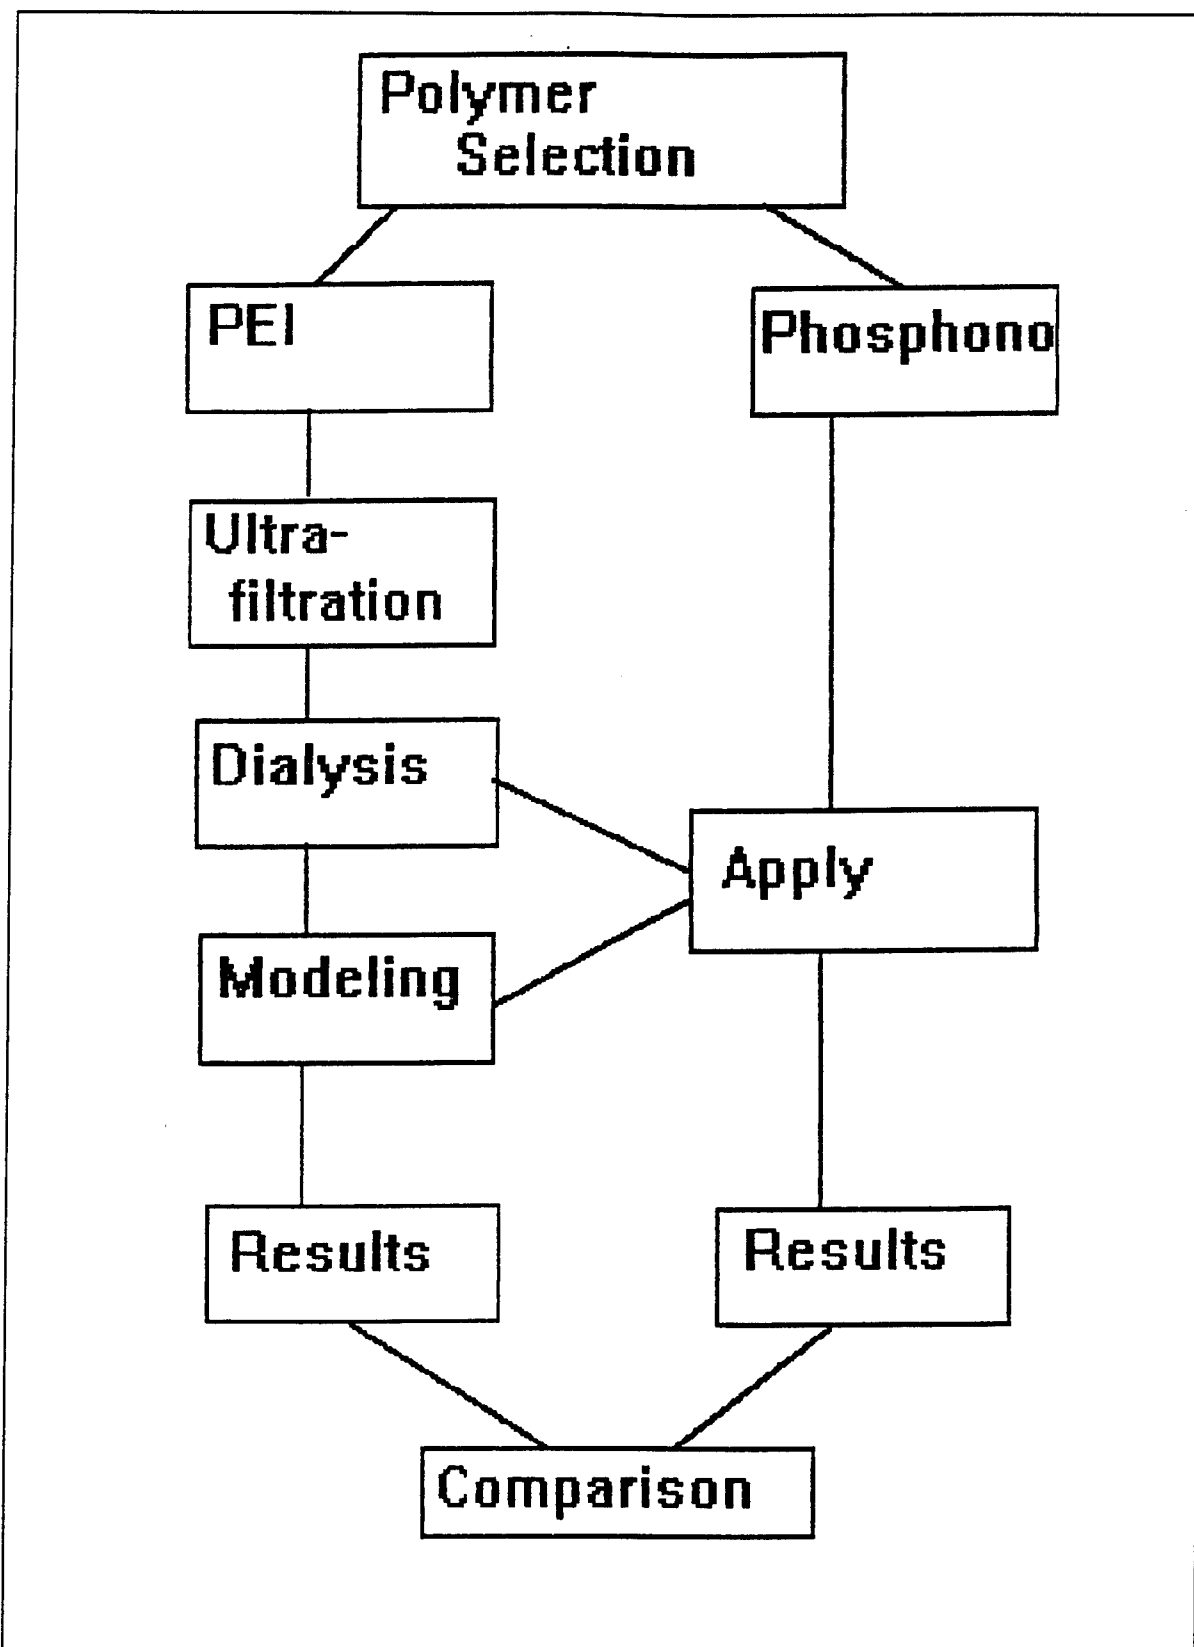 Polymer
Selection
PEI
Phosphono
Ultra-
filtration
Dialysis
Apply
Modeling
Results
Results
Comparison